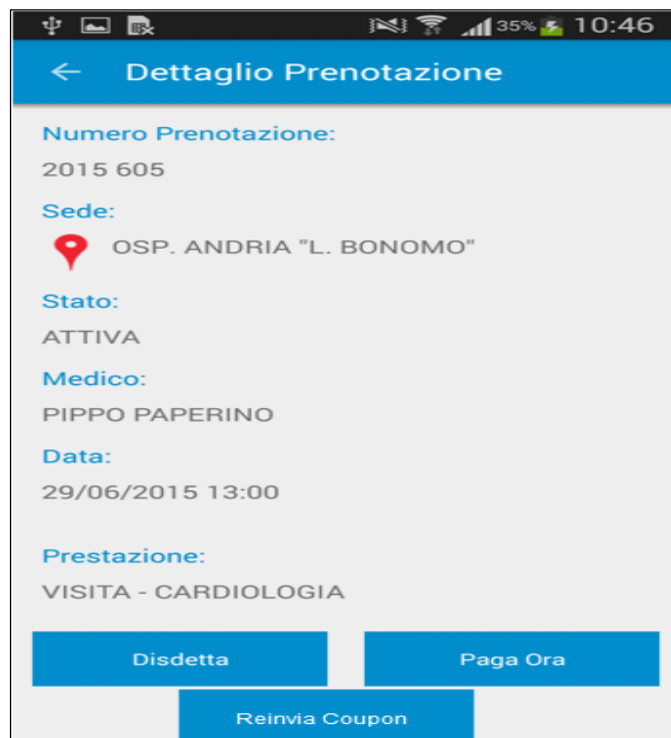 35% 10:46
Dettaglio Prenotazione
Numero Prenotazione:
2015 605
Sede:
OSP. ANDRIA "L. BONOMO"
Stato:
ATTIVA
Medico:
PIPPO PAPERINO
Data:
29/06/2015 13:00
Prestazione:
VISITA - CARDIOLOGIA
Disdetta Paga Ora
Reinvia Coupon